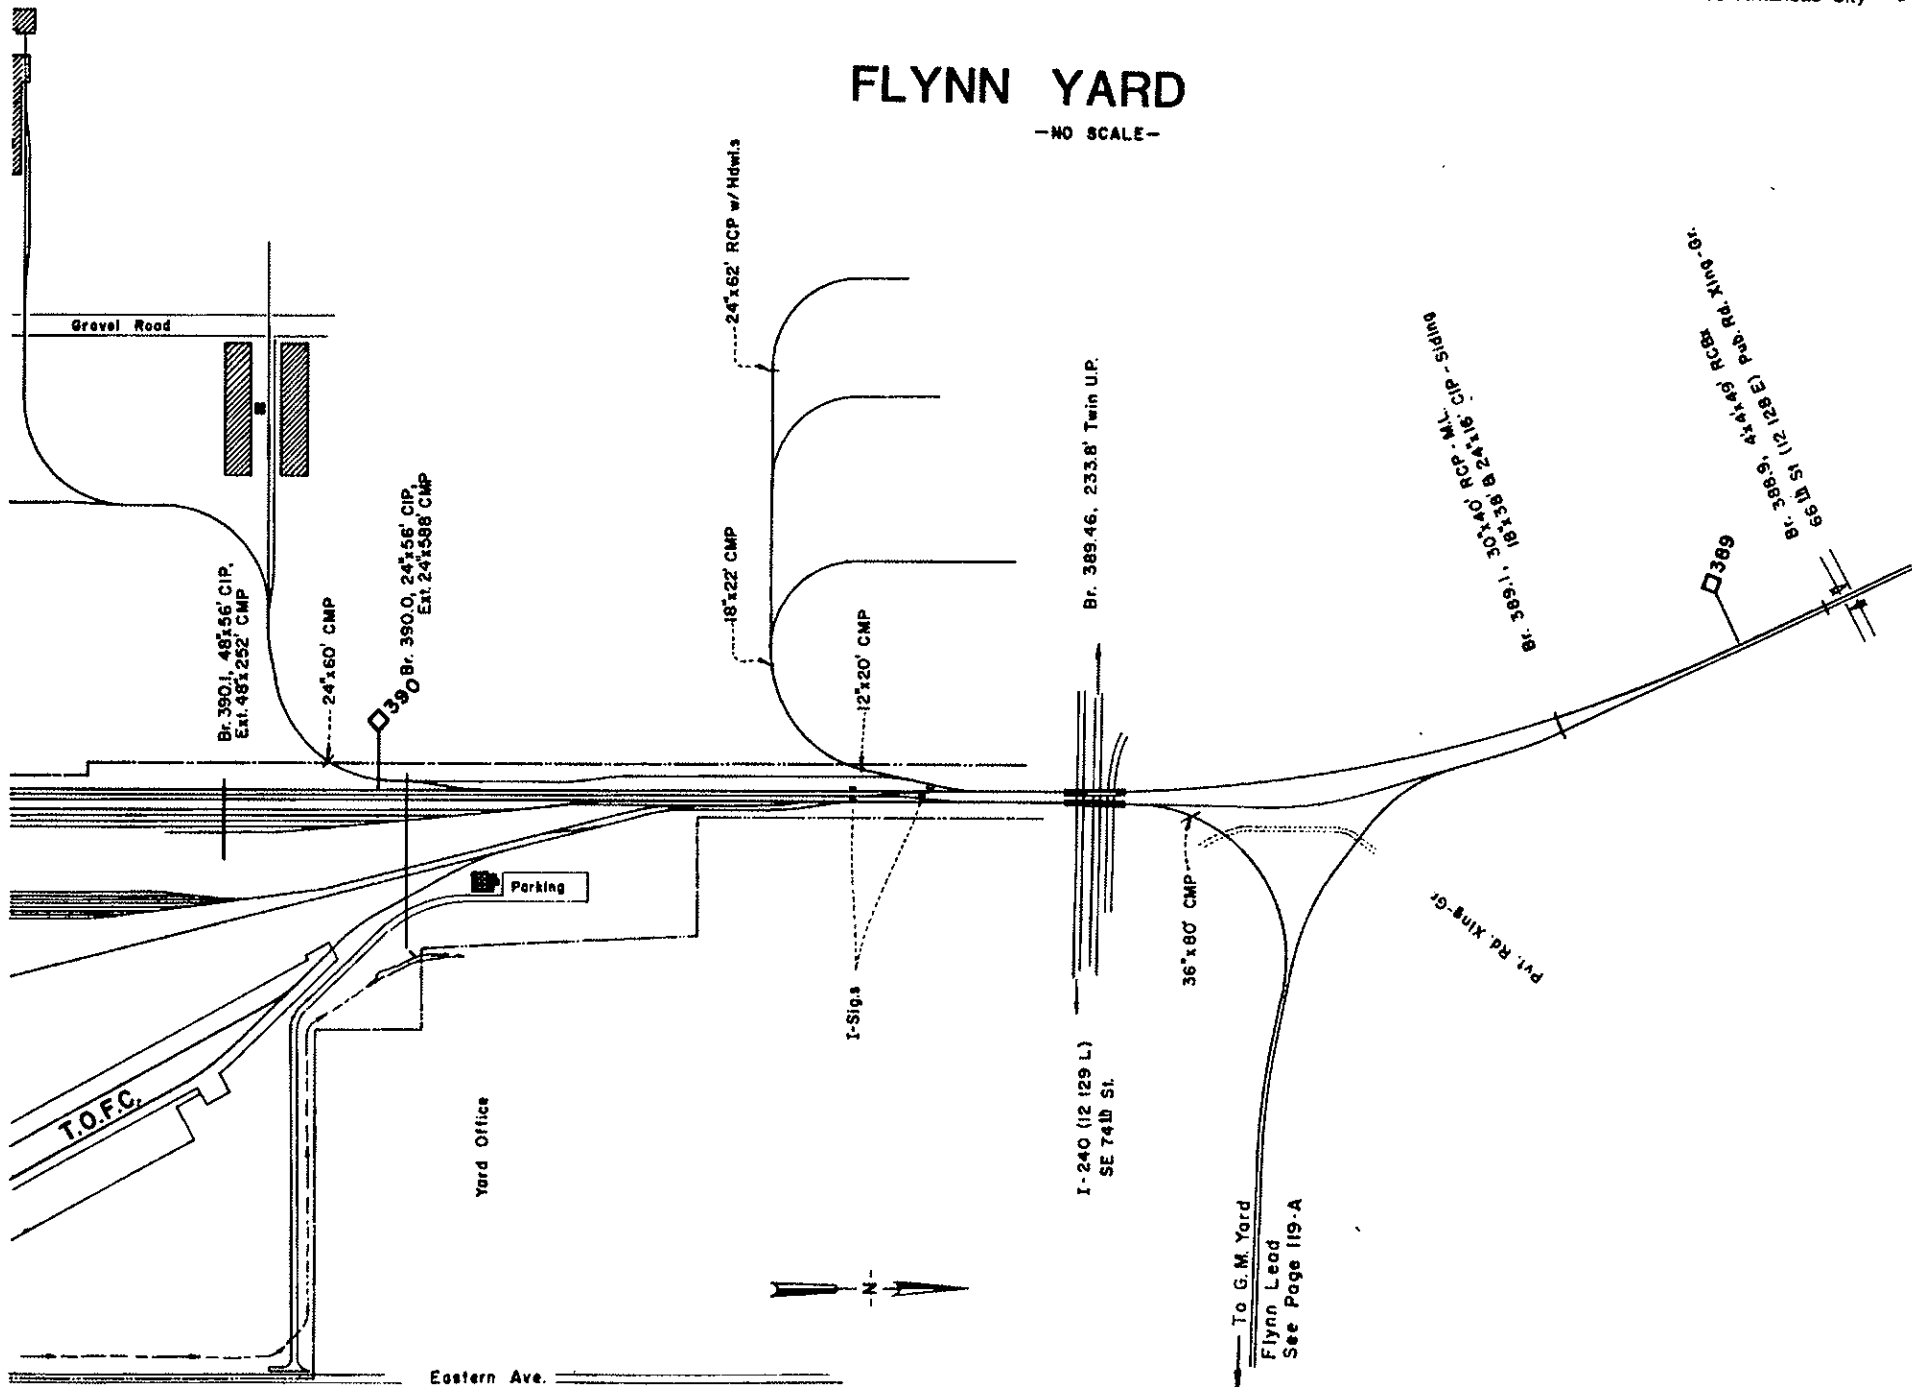 FLYNN YARD
-NO SCALE-
24"x62' RCP w/Hdwl.s
Gravel Road
Br. 389.46, 233.8' Twin U.P.
Br. 389.1, 30"x40' RCP - M.L.
18"x38' & 24"x16' CIP - Siding
Br. 388.9, 4'x4'x49' RCBx
66th St (12 128 E) Pub. Rd. Xing-Gr.
389
Br. 390.1, 48"x56' CIP,
Ext. 48"x252' CMP
24"x60' CMP
390
Br. 390.0, 24"x56' CIP,
Ext. 24"x588' CMP
18"x22' CMP
12"x20' CMP
Parking
36"x80' CMP
Pvt. Rd. Xing-Gr.
I-Sig.s
T.O.F.C.
Yard Office
I-240 (12 129 L)
SE 74th St.
To G.M. Yard
Flynn Lead
See Page 119-A
N
Eastern Ave.